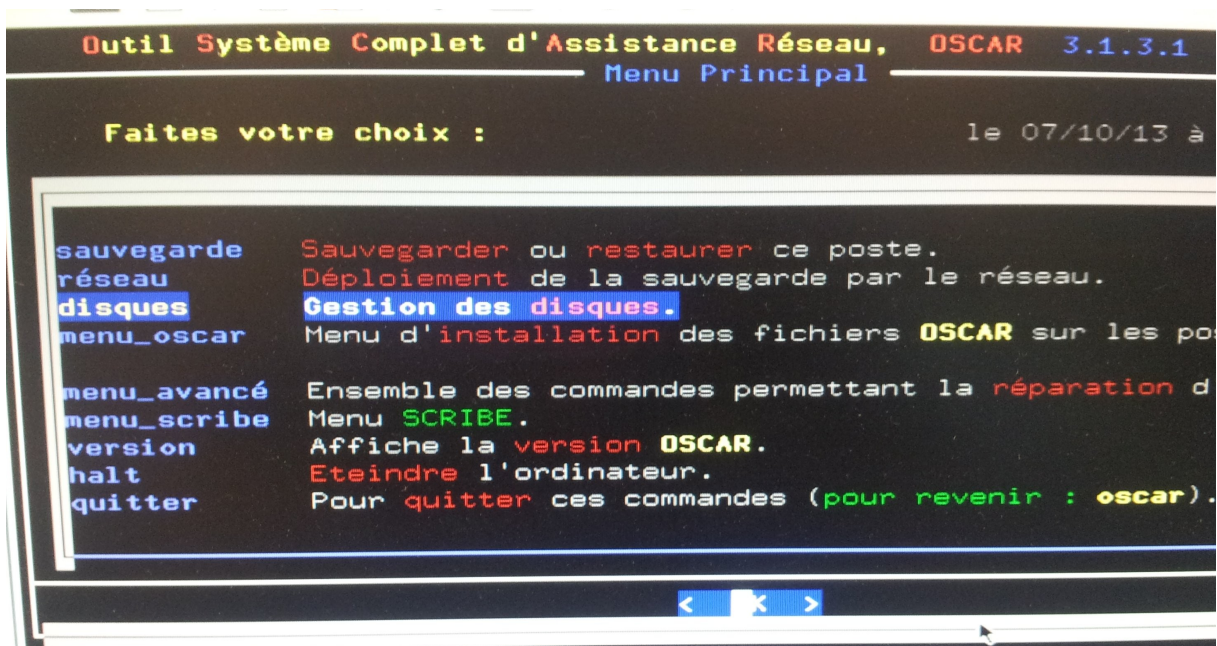 Outil Système Complet d'Assistance Réseau, OSCAR 3.1.3.1
Menu Principal
Faites votre choix :
le 07/10/13 à
sauvegarde Sauvegarder ou restaurer ce poste.
réseau Déploiement de la sauvegarde par le réseau.
disques Gestion des disques.
menu_oscar Menu d'installation des fichiers OSCAR sur les
menu_avancé Ensemble des commandes permettant la réparation
menu_scribe Menu SCRIBE.
version Affiche la version OSCAR.
halt Eteindre l'ordinateur.
quitter Pour quitter ces commandes (pour revenir : oscar).